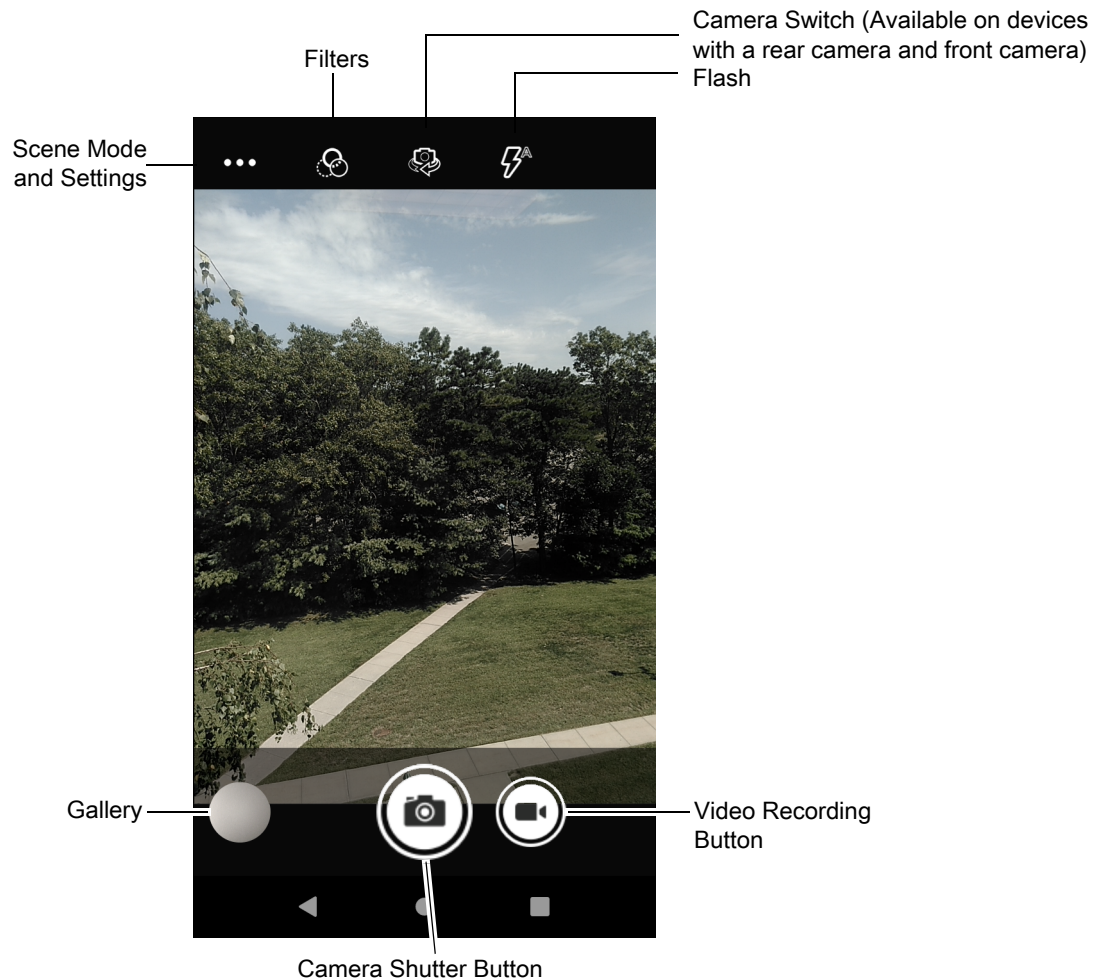 Camera Switch (Available on devices
with a rear camera and front camera)
Filters
Flash
Scene Mode
and Settings
A
Gallery
Video Recording
Button
Camera Shutter Button